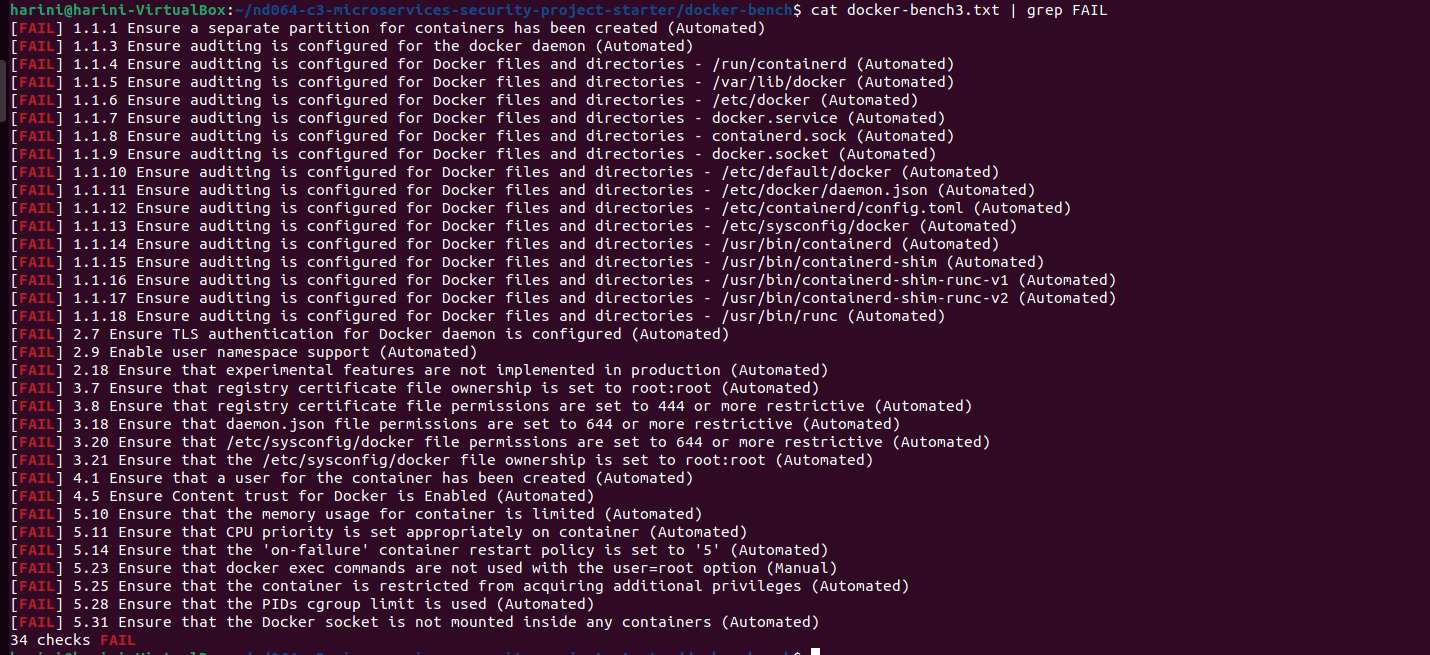 harini@harini-VirtualBox:~/nd064-c3-microservices-security-project-starter/docker-bench$ cat docker-bench3.txt | grep FAIL
[FAIL] 1.1.1 Ensure a separate partition for containers has been created (Automated)
[FAIL] 1.1.3 Ensure auditing is configured for the docker daemon (Automated)
[FAIL] 1.1.4 Ensure auditing is configured for Docker files and directories - /run/containerd (Automated)
[FAIL] 1.1.5 Ensure auditing is configured for Docker files and directories - /var/lib/docker (Automated)
[FAIL] 1.1.6 Ensure auditing is configured for Docker files and directories - /etc/docker (Automated)
[FAIL] 1.1.7 Ensure auditing is configured for Docker files and directories - docker.service (Automated)
[FAIL] 1.1.8 Ensure auditing is configured for Docker files and directories - containerd.sock (Automated)
[FAIL] 1.1.9 Ensure auditing is configured for Docker files and directories - docker.socket (Automated)
[FAIL] 1.1.10 Ensure auditing is configured for Docker files and directories - /etc/default/docker (Automated)
[FAIL] 1.1.11 Ensure auditing is configured for Docker files and directories - /etc/docker/daemon.json (Automated)
[FAIL] 1.1.12 Ensure auditing is configured for Docker files and directories - /etc/containerd/config.toml (Automated)
[FAIL] 1.1.13 Ensure auditing is configured for Docker files and directories - /etc/sysconfig/docker (Automated)
[FAIL] 1.1.14 Ensure auditing is configured for Docker files and directories - /usr/bin/containerd (Automated)
[FAIL] 1.1.15 Ensure auditing is configured for Docker files and directories - /usr/bin/containerd-shim (Automated)
[FAIL] 1.1.16 Ensure auditing is configured for Docker files and directories - /usr/bin/containerd-shim-runc-v1 (Automated)
[FAIL] 1.1.17 Ensure auditing is configured for Docker files and directories - /usr/bin/containerd-shim-runc-v2 (Automated)
[FAIL] 1.1.18 Ensure auditing is configured for Docker files and directories - /usr/bin/runc (Automated)
[FAIL] 2.7 Ensure TLS authentication for Docker daemon is configured (Automated)
[FAIL] 2.9 Enable user namespace support (Automated)
[FAIL] 2.18 Ensure that experimental features are not implemented in production (Automated)
[FAIL] 3.7 Ensure that registry certificate file ownership is set to root:root (Automated)
[FAIL] 3.8 Ensure that registry certificate file permissions are set to 444 or more restrictive (Automated)
[FAIL] 3.18 Ensure that daemon.json file permissions are set to 644 or more restrictive (Automated)
[FAIL] 3.20 Ensure that /etc/sysconfig/docker file permissions are set to 644 or more restrictive (Automated)
[FAIL] 3.21 Ensure that the /etc/sysconfig/docker file ownership is set to root:root (Automated)
[FAIL] 4.1 Ensure that a user for the container has been created (Automated)
[FAIL] 4.5 Ensure Content trust for Docker is Enabled (Automated)
[FAIL] 5.10 Ensure that the memory usage for container is limited (Automated)
[FAIL] 5.11 Ensure that CPU priority is set appropriately on container (Automated)
[FAIL] 5.14 Ensure that the 'on-failure' container restart policy is set to '5' (Automated)
[FAIL] 5.23 Ensure that docker exec commands are not used with the user=root option (Manual)
[FAIL] 5.25 Ensure that the container is restricted from acquiring additional privileges (Automated)
[FAIL] 5.28 Ensure that the PIDs cgroup limit is used (Automated)
[FAIL] 5.31 Ensure that the Docker socket is not mounted inside any containers (Automated)
34 checks FAIL